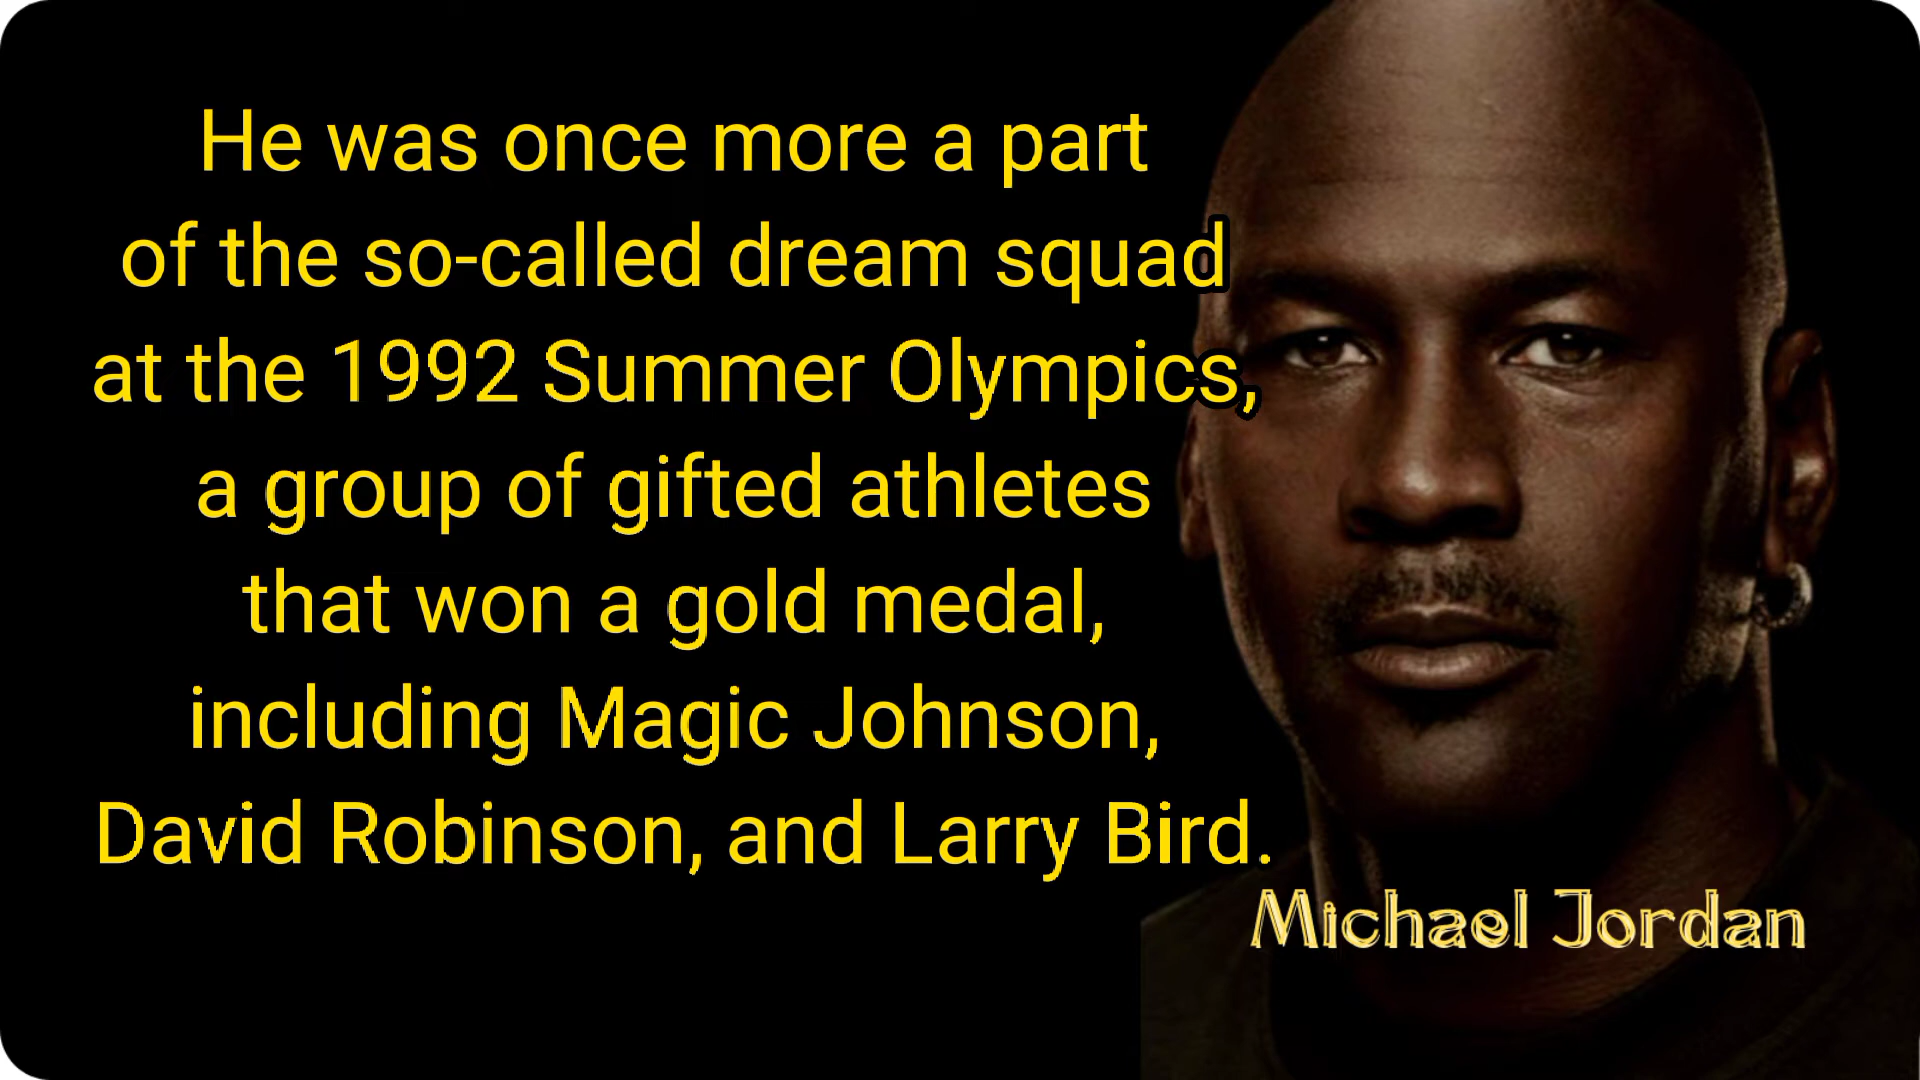 He was once more a part
of the so-called dream squad
at the 1992 Summer Olympics,
a group of gifted athletes
that won a gold medal,
including Magic Johnson,
David Robinson, and Larry Bird.
Michael Jordan